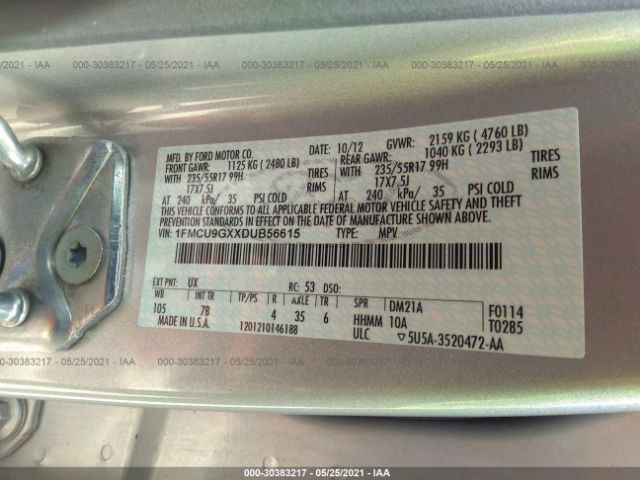 25/2021 - IAA 000-30383217 - 05/25/2021 - IAA 000-30383217 - 05/25/2021 - IAA 000-30
MFD. BY FORD MOTOR CO. DATE: 10/12 GVWR: 2159 KG ( 4760 LB)
FRONT GAWR: 1125 KG ( 2480 LB) REAR GAWR: 1040 KG ( 2293 LB)
WITH 235/55R17 99H TIRES WITH 235/55R17 99H TIRES
17X7.5J RIMS 17X7.5J RIMS
AT 240 kPa/ 35 PSI COLD AT 240 kPa/ 35 PSI COLD
THIS VEHICLE CONFORMS TO ALL APPLICABLE FEDERAL MOTOR VEHICLE SAFETY AND THEFT
PREVENTION STANDARDS IN EFFECT ON THE DATE OF MANUFACTURE SHOWN ABOVE.
VIN: 1FMCU9GXXDUB56615 TYPE: MPV
EXT PNT: UX RC: 53 DSO:
WB INT TR TP/PS R AXLE TR SPR DM21A F0114
105 7B 4 35 6 HHMM 10A T0285
MADE IN U.S.A. 1201210146188 ULC ▽5U5A-3520472-AA
/2021 - IAA 000-30383217 - 05/25/2021 - IAA 000-30383217 - 05/25/2021 - IAA 000-30
000-30383217 - 05/25/2021 - IAA